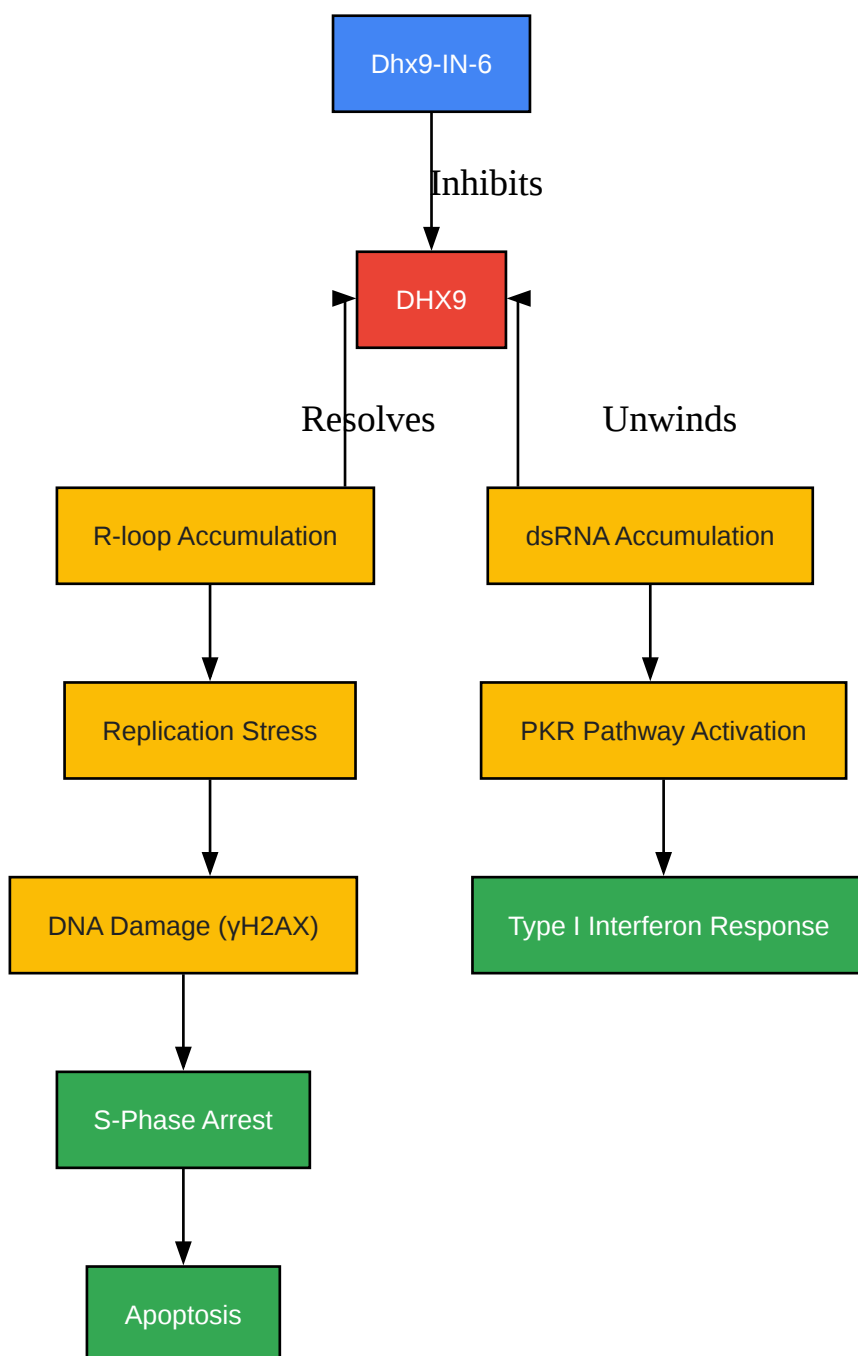 Dhx9-IN-6
Inhibits
DHX9
Resolves
Unwinds
R-loop Accumulation
dsRNA Accumulation
Replication Stress
PKR Pathway Activation
DNA Damage (γH2AX)
Type I Interferon Response
S-Phase Arrest
Apoptosis